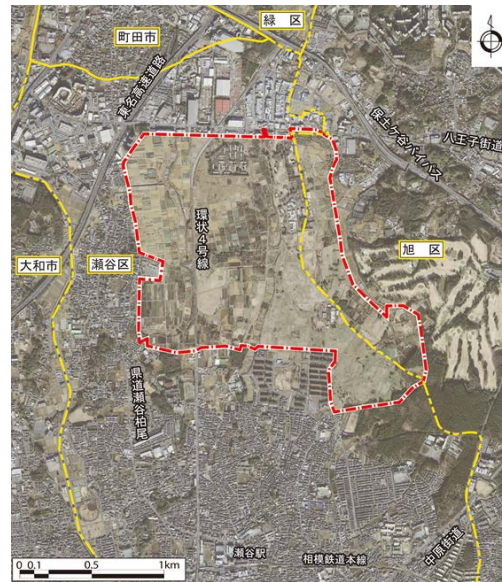 緑 区
町田市
東名高速道路
保土ケ谷バイパス
八王子街道
環状4号線
旭 区
大和市
瀬谷区
県道瀬谷柏尾
瀬谷駅
相模鉄道本線
中原街道
0 0.1 0.5 1km